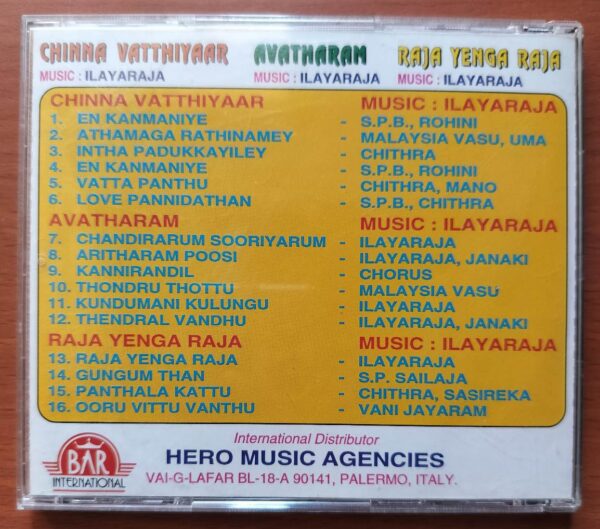 CHINNA VATTHIYAAR AVATHARAM RAJA YENGA RAJA
MUSIC : ILAYARAJA MUSIC : ILAYARAJA MUSIC : ILAYARAJA
CHINNA VATTHIYAAR MUSIC : ILAYARAJA
1. EN KANMANIYE - S.P.B., ROHINI
2. ATHAMAGA RATHINAMEY - MALAYSIA VASU, UMA
3. INTHA PADUKKAYILEY - CHITHRA
4. EN KANMANIYE - S.P.B., ROHINI
5. VATTA PANTHU - CHITHRA, MANO
6. LOVE PANNIDATHAN - S.P.B., CHITHRA
AVATHARAM MUSIC : ILAYARAJA
7. CHANDIRARUM SOORIYARUM - ILAYARAJA
8. ARITHARAM POOSI - ILAYARAJA, JANAKI
9. KANNIRANDIL - CHORUS
10. THONDRU THOTTU - MALAYSIA VASU
11. KUNDUMANI KULUNGU - ILAYARAJA
12. THENDRAL VANDHU - ILAYARAJA, JANAKI
RAJA YENGA RAJA MUSIC : ILAYARAJA
13. RAJA YENGA RAJA - ILAYARAJA
14. GUNGUM THAN - S.P. SAILAJA
15. PANTHALA KATTU - CHITHRA, SASIREKA
16. OORU VITTU VANTHU - VANI JAYARAM
BAR
INTERNATIONAL
International Distributor
HERO MUSIC AGENCIES
VAI-G-LAFAR BL-18-A 90141, PALERMO, ITALY.